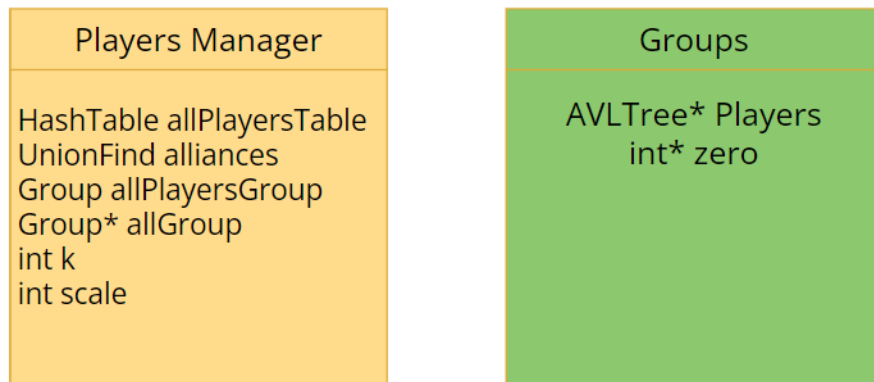 Players Manager
HashTable allPlayersTable
UnionFind alliances
Group allPlayersGroup
Group* allGroup
int k
int scale
Groups
AVLTree* Players
int* zero